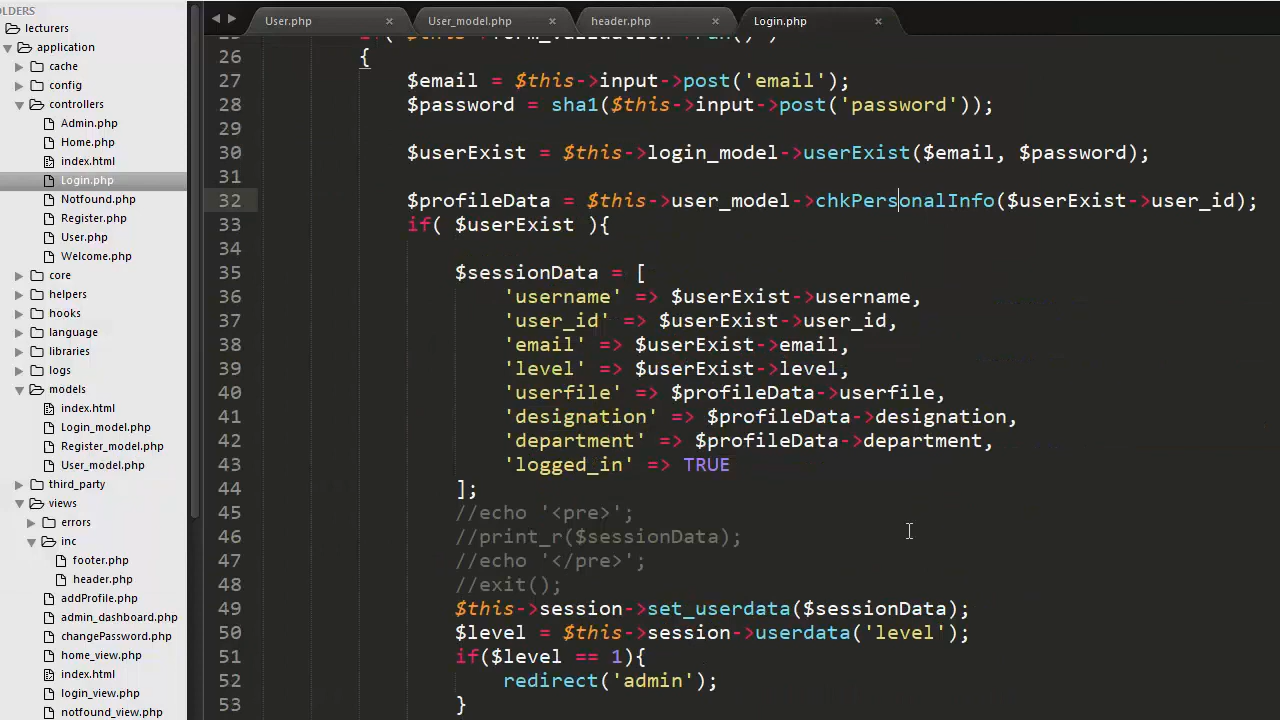 OLDERS
lecturers
application
cache
config
controllers
Admin.php
Home.php
index.html
Login.php
Notfound.php
Register.php
User.php
Welcome.php
core
helpers
hooks
language
libraries
logs
models
index.html
Login_model.php
Register_model.php
User_model.php
third_party
views
errors
inc
footer.php
header.php
addProfile.php
admin_dashboard.php
changePassword.php
home_view.php
index.html
login_view.php
notfound_view.php
User.php × User_model.php × header.php × Login.php ×
26 {
27 $email = $this->input->post('email');
28 $password = sha1($this->input->post('password'));
29
30 $userExist = $this->login_model->userExist($email, $password);
31
32 $profileData = $this->user_model->chkPersonalInfo($userExist->user_id);
33 if( $userExist ){
34
35 $sessionData = [
36 'username' => $userExist->username,
37 'user_id' => $userExist->user_id,
38 'email' => $userExist->email,
39 'level' => $userExist->level,
40 'userfile' => $profileData->userfile,
41 'designation' => $profileData->designation,
42 'department' => $profileData->department,
43 'logged_in' => TRUE
44 ];
45 //echo '<pre>';
46 //print_r($sessionData);
47 //echo '</pre>';
48 //exit();
49 $this->session->set_userdata($sessionData);
50 $level = $this->session->userdata('level');
51 if($level == 1){
52 redirect('admin');
53 }